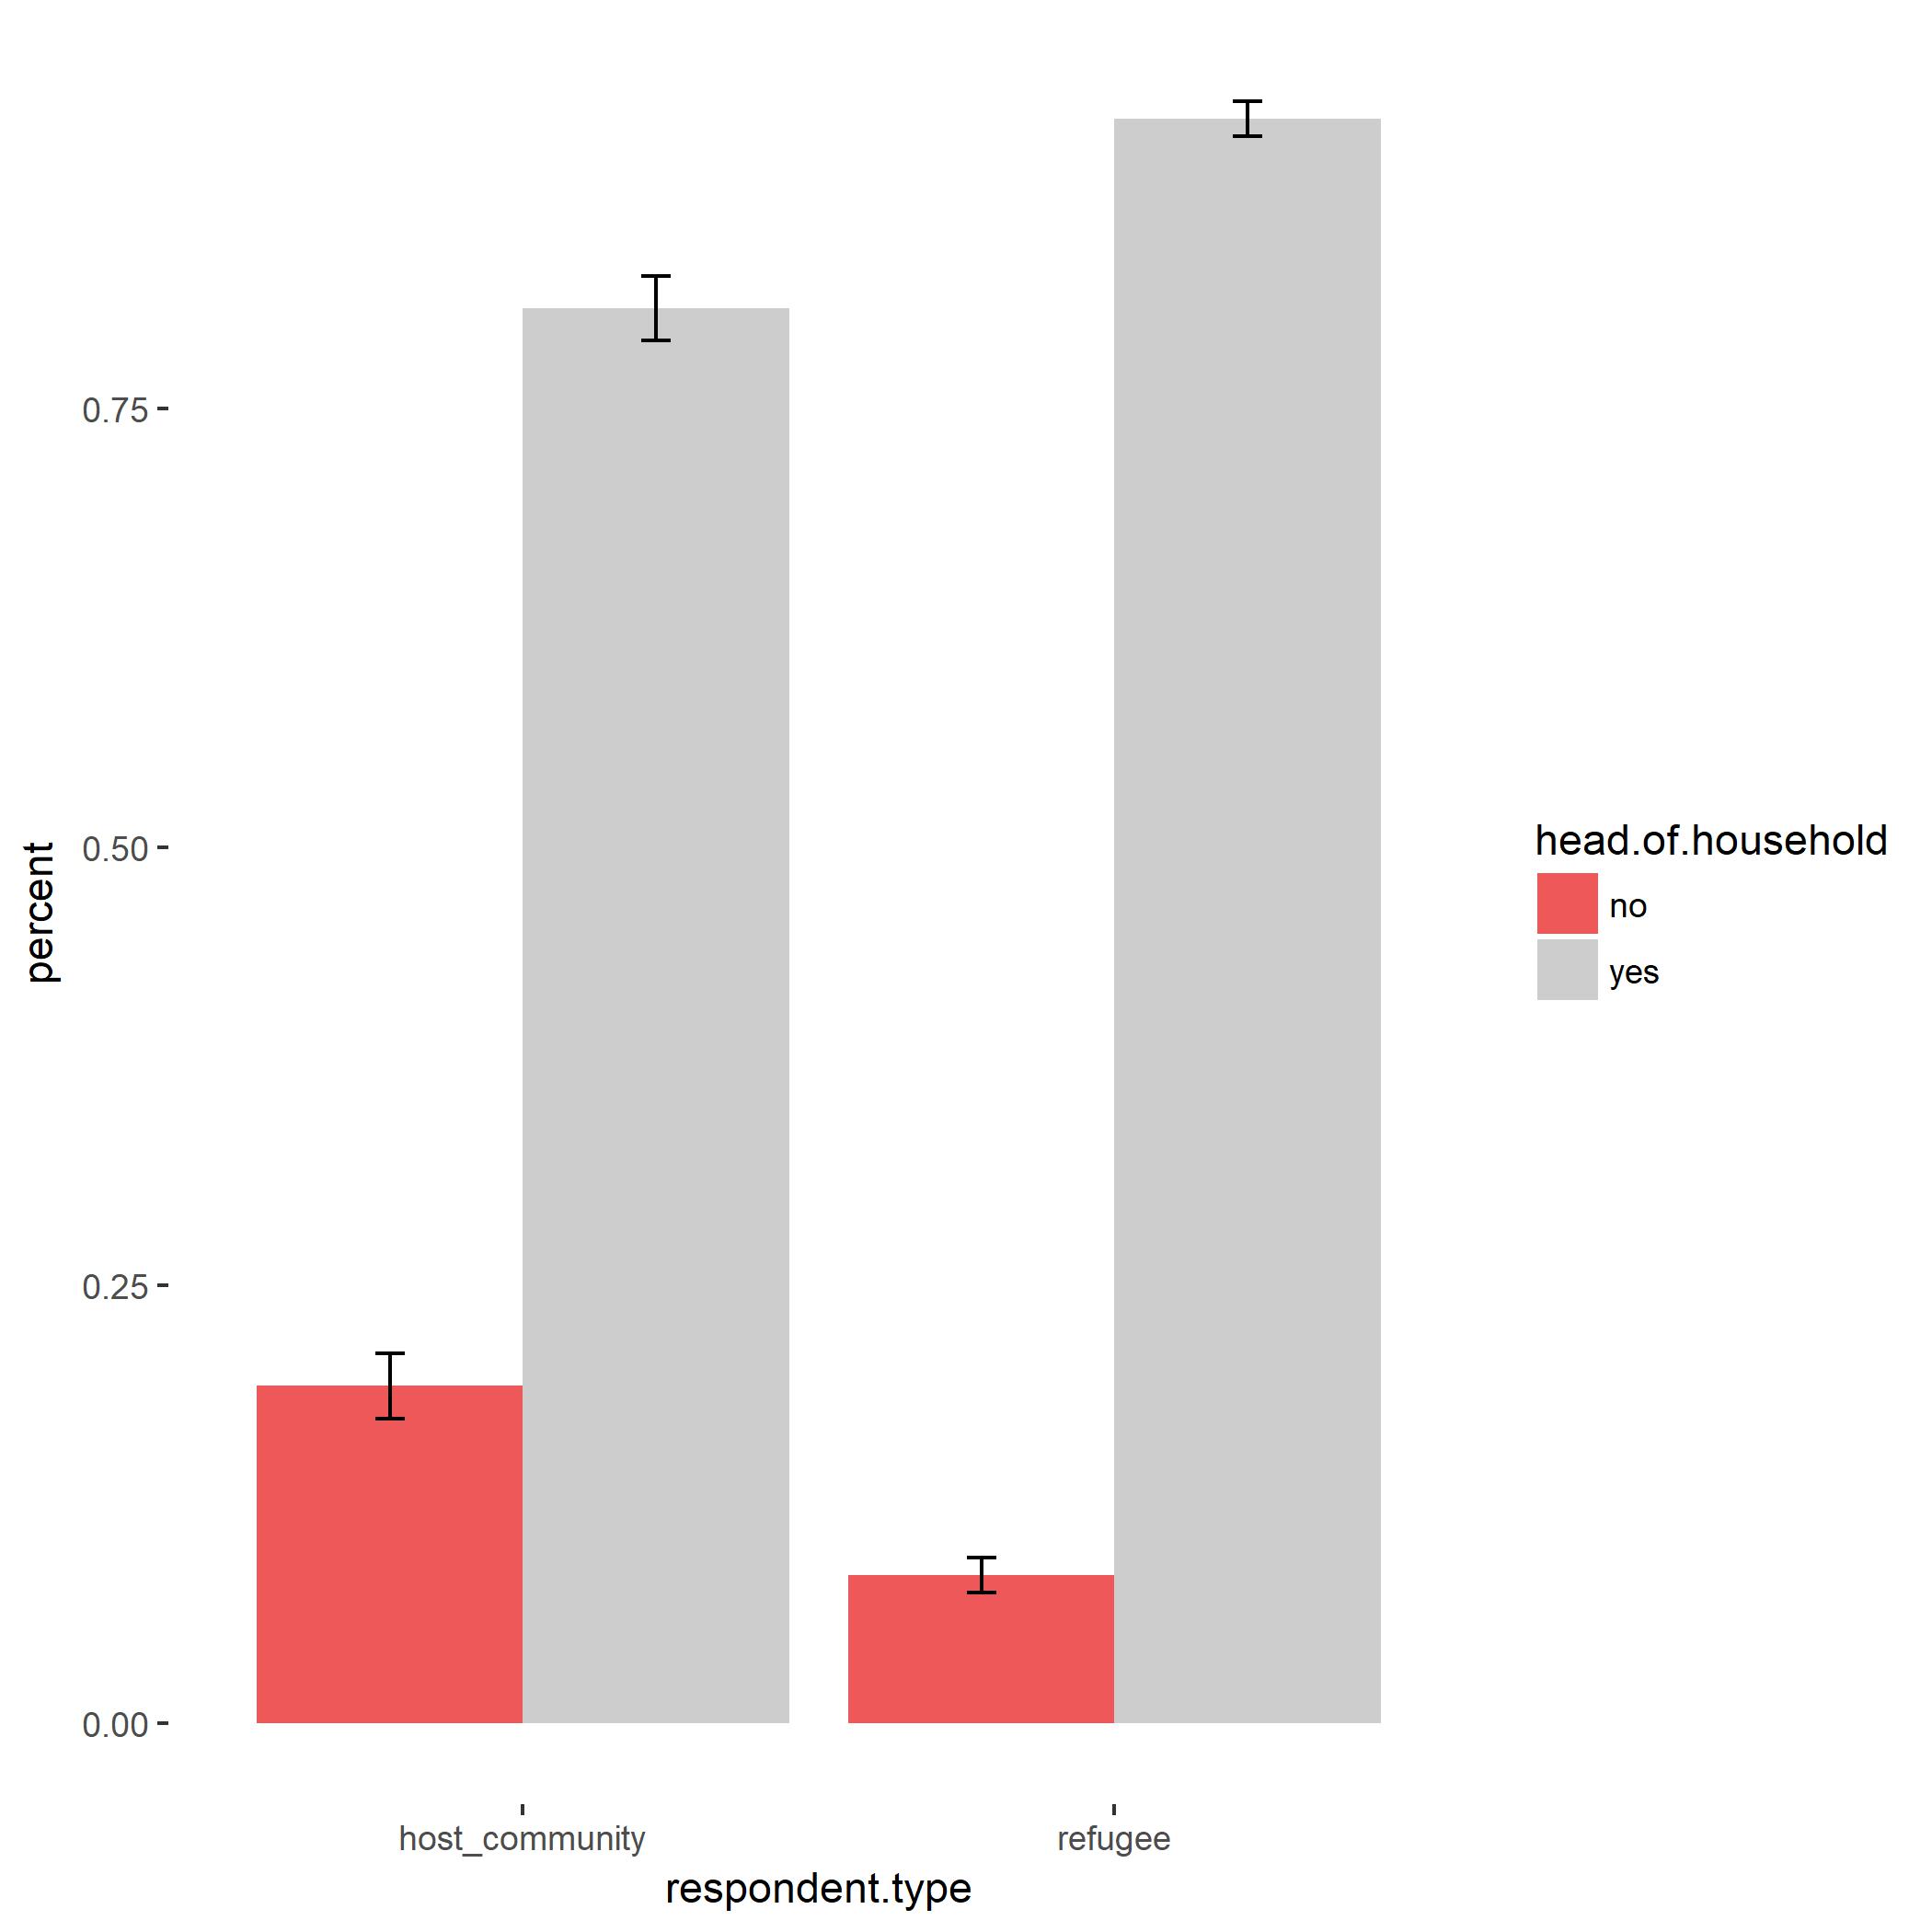 percent
0.75
0.50
0.25
0.00
host_community
refugee
respondent.type
head.of.household
no
yes